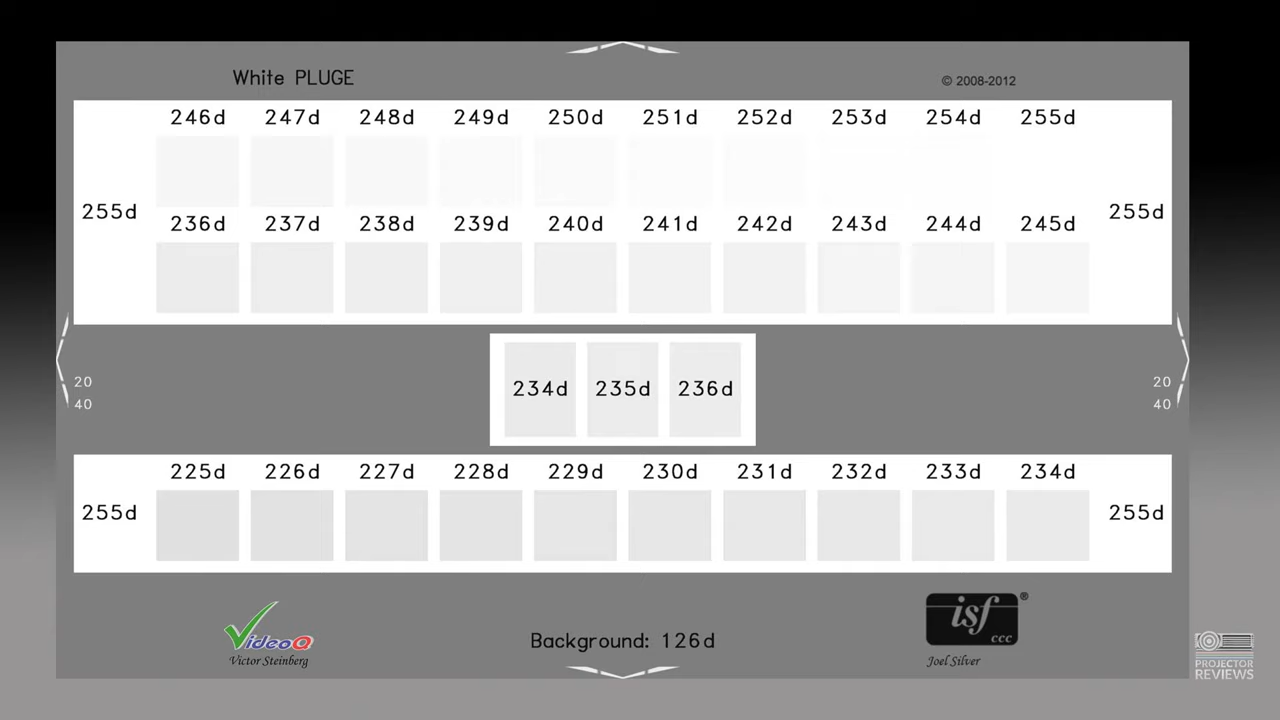 White PLUGE
© 2008-2012
246d 247d 248d 249d 250d 251d 252d 253d 254d 255d
255d 255d
236d 237d 238d 239d 240d 241d 242d 243d 244d 245d
20 20
40 40
234d 235d 236d
225d 226d 227d 228d 229d 230d 231d 232d 233d 234d
255d 255d
VideoQ
Victor Steinberg
Background: 126d
isf ®
ccc
Joel Silver
PROJECTOR
REVIEWS